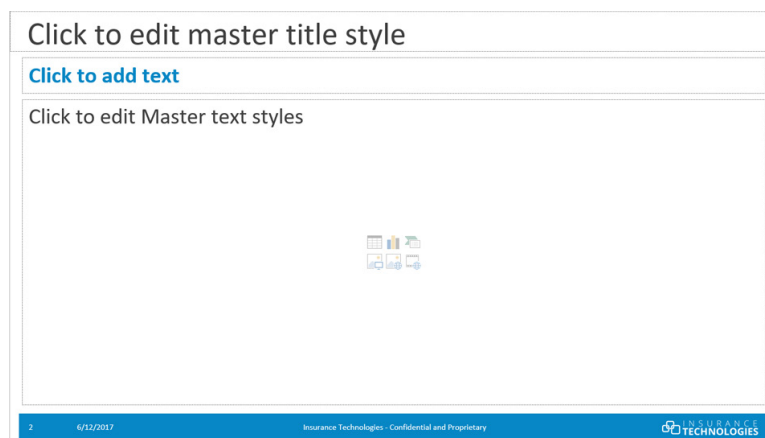 Click to edit master title style
Click to add text
Click to edit Master text styles
2 6/12/2017 Insurance Technologies - Confidential and Proprietary
INSURANCE
TECHNOLOGIES